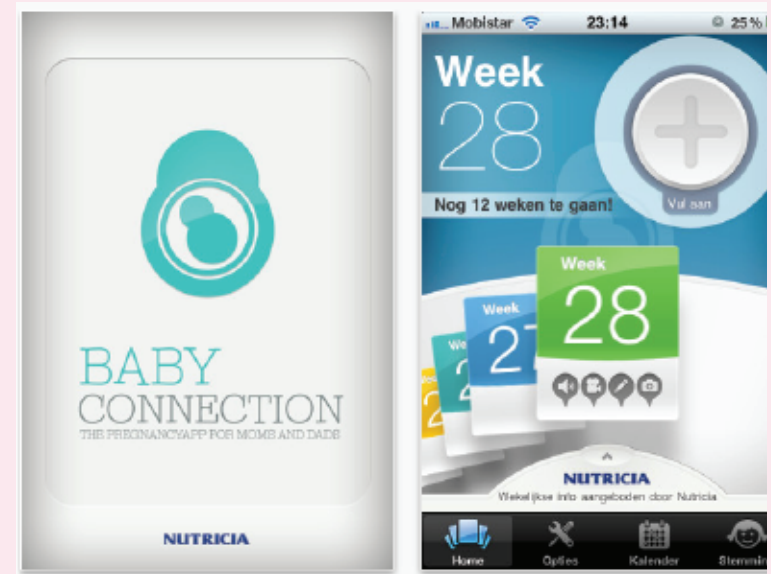 BABY
CONNECTION
THE PREGNANCYAPP FOR MOMS AND DADS
NUTRICIA
Mobistar 23:14 25%
Week
28
Nog 12 weken te gaan!
Vul aan
Week
28
Week
27
NUTRICIA
Wekelijkse info aangeboden door Nutricia
Home Opties Kalender